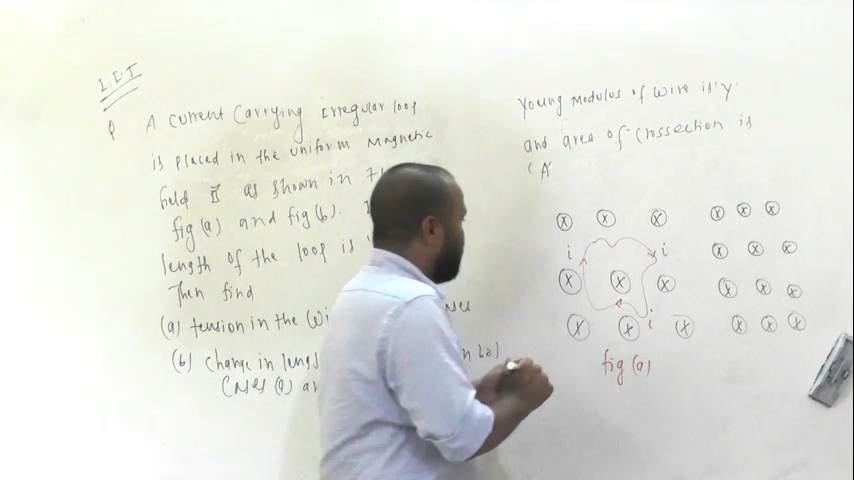 I.I.T
Q A current Carrying Irregular loop
is placed in the uniform Magnetic
field B as shown in
fig(a) and fig(b).
length of the loop is
Then find
(a) tension in the
(b) change in
Cases (a)
Young Modulus of wire is 'y'
and area of crossection is
'A'
X X X X X X
i i
X X X
X X X X X X
i
X X X X X X
fig (a)